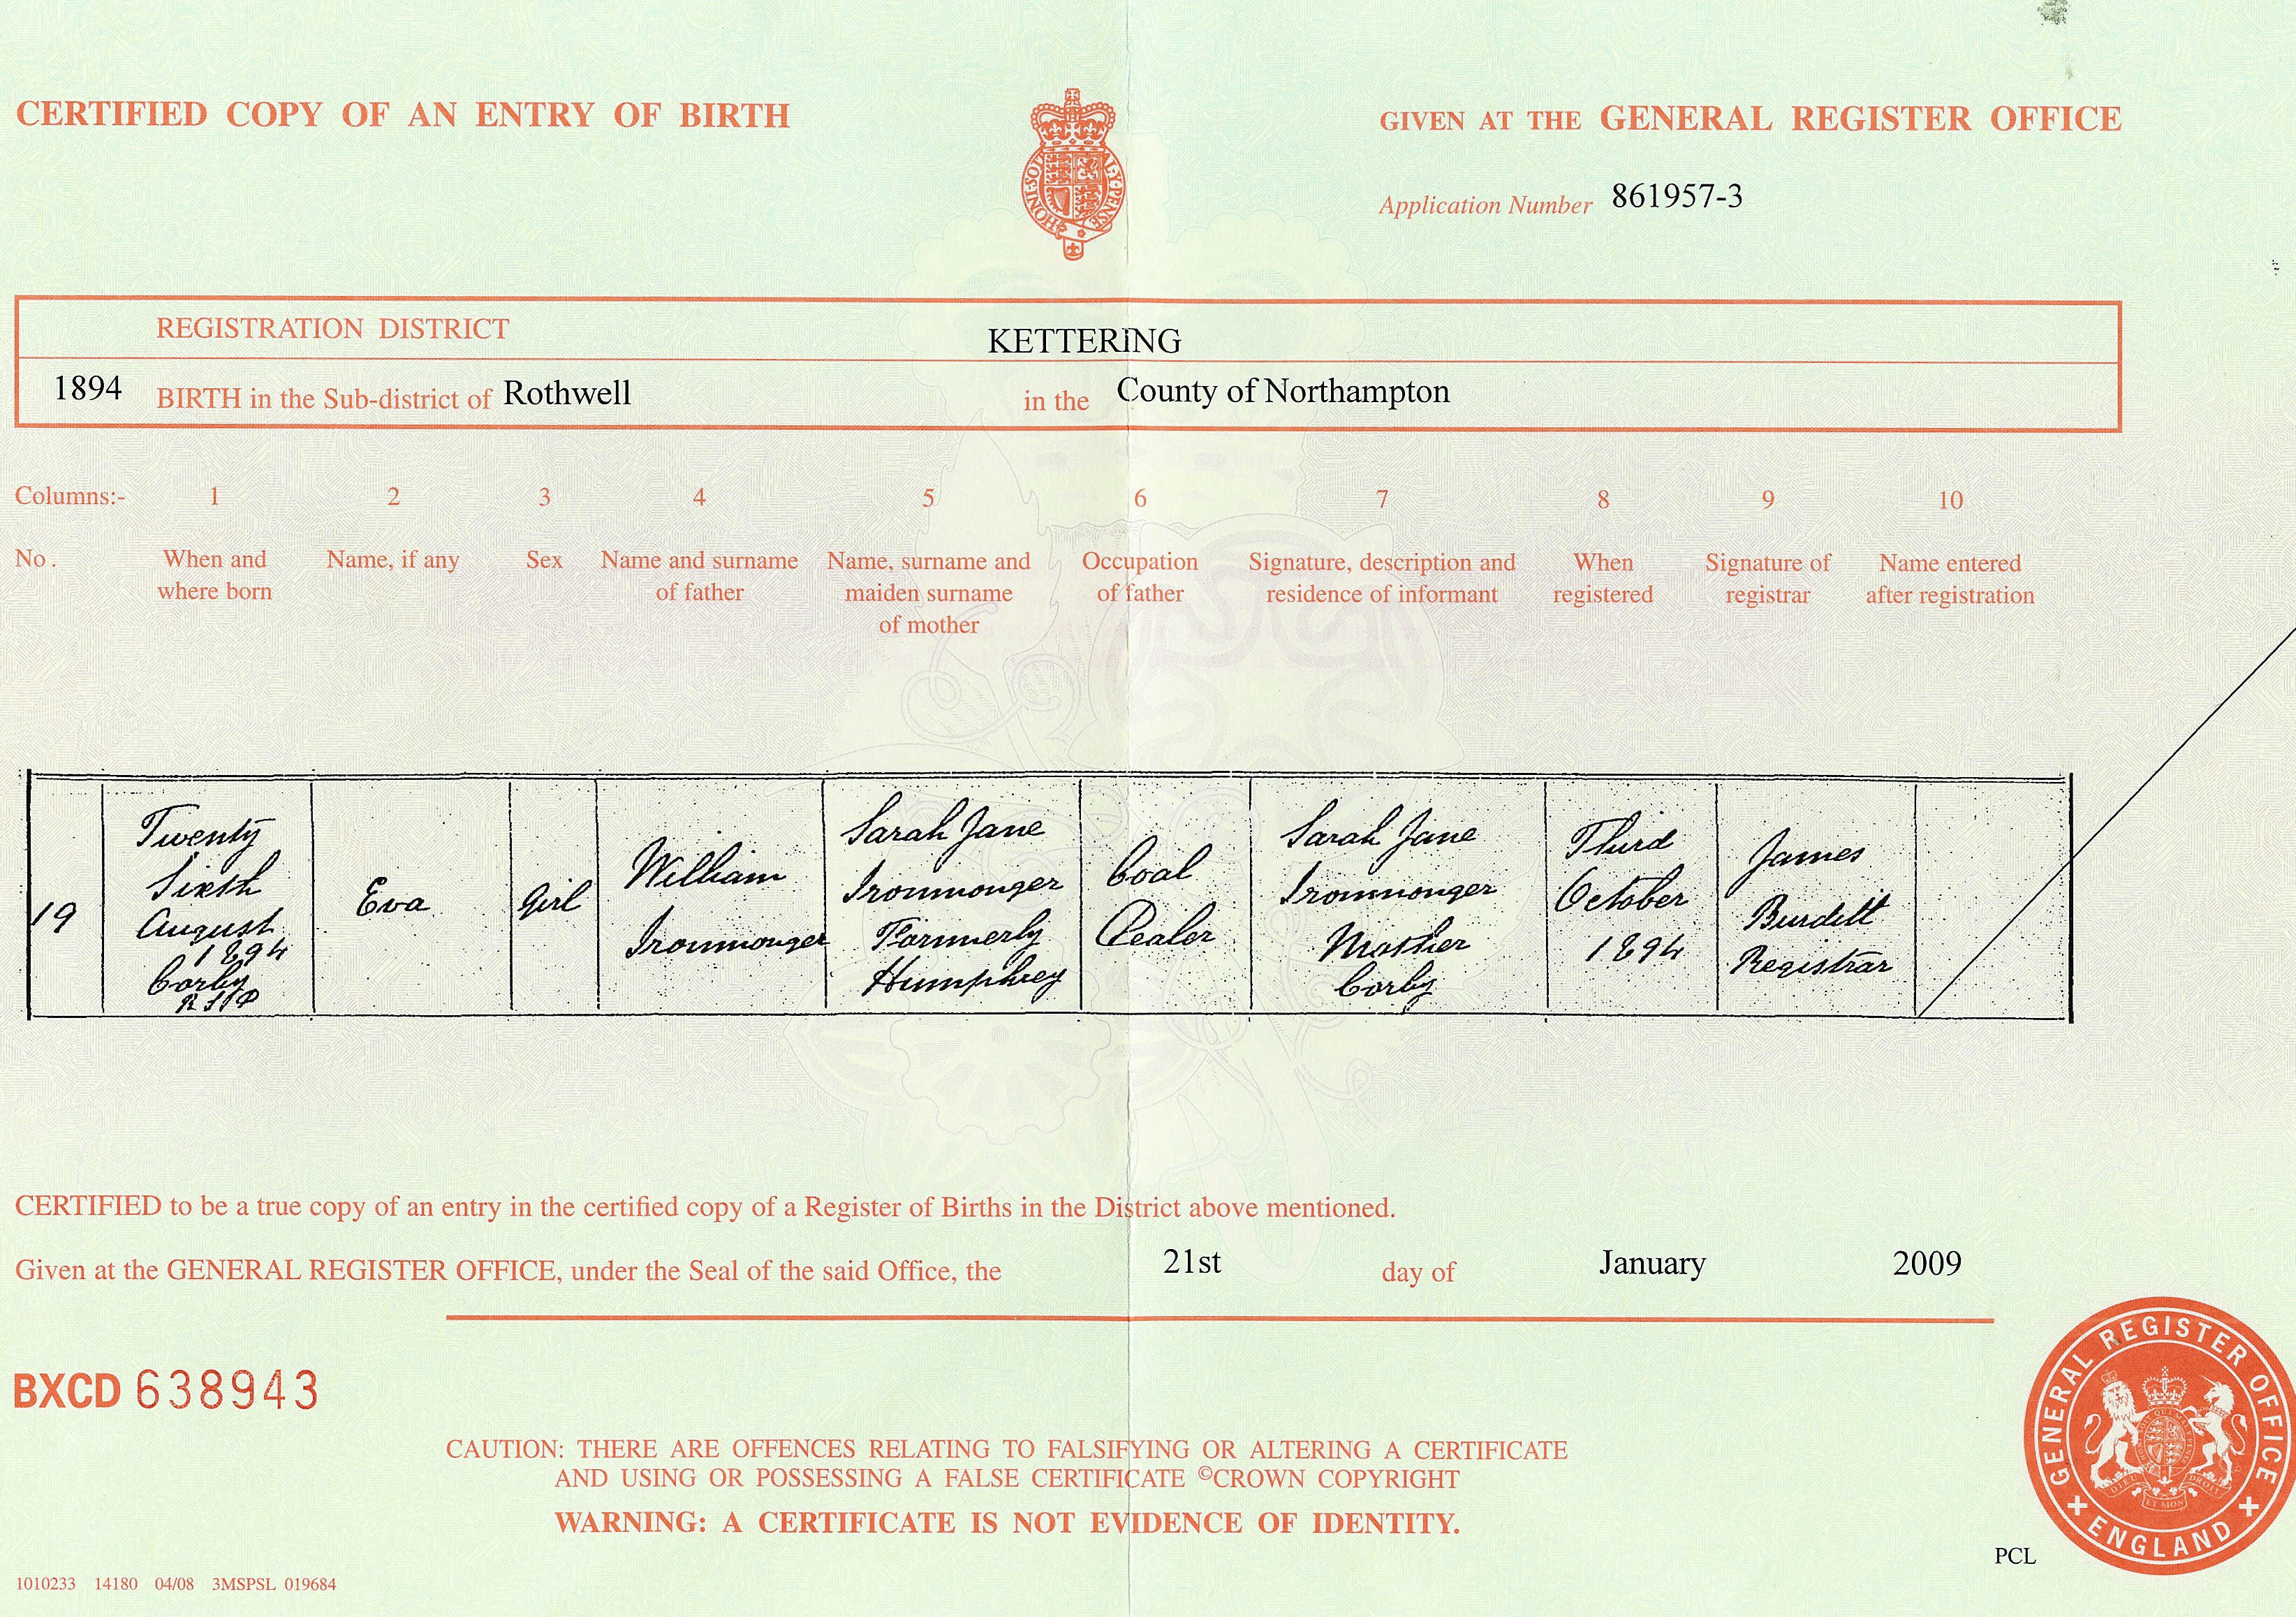 CERTIFIED COPY OF AN ENTRY OF BIRTH
GIVEN AT THE GENERAL REGISTER OFFICE
HONI·SOIT AL·Y·PENSE
Application Number 861957-3
REGISTRATION DISTRICT KETTERING
1894 BIRTH in the Sub-district of Rothwell in the County of Northampton
Columns:- 1 2 3 4 5 6 7 8 9 10
No.
When and
where born
Name, if any
Sex
Name and surname
of father
Name, surname and
maiden surname
of mother
Occupation
of father
Signature, description and
residence of informant
When
registered
Signature of
registrar
Name entered
after registration
19
Twenty
Sixth
August
1894
Corby
Eva
Girl
William
Ironmonger
Sarah Jane
Ironmonger
Formerly
Humphrey
Coal
Dealer
Sarah Jane
Ironmonger
Mother
Corby
Third
October
1894
James
Burdett
Registrar
CERTIFIED to be a true copy of an entry in the certified copy of a Register of Births in the District above mentioned.
Given at the GENERAL REGISTER OFFICE, under the Seal of the said Office, the 21st day of January 2009
BXCD 638943
CAUTION: THERE ARE OFFENCES RELATING TO FALSIFYING OR ALTERING A CERTIFICATE
AND USING OR POSSESSING A FALSE CERTIFICATE ©CROWN COPYRIGHT
WARNING: A CERTIFICATE IS NOT EVIDENCE OF IDENTITY.
GENERAL REGISTER OFFICE
ENGLAND
PCL
1010233 14180 04/08 3MSPSL 019684